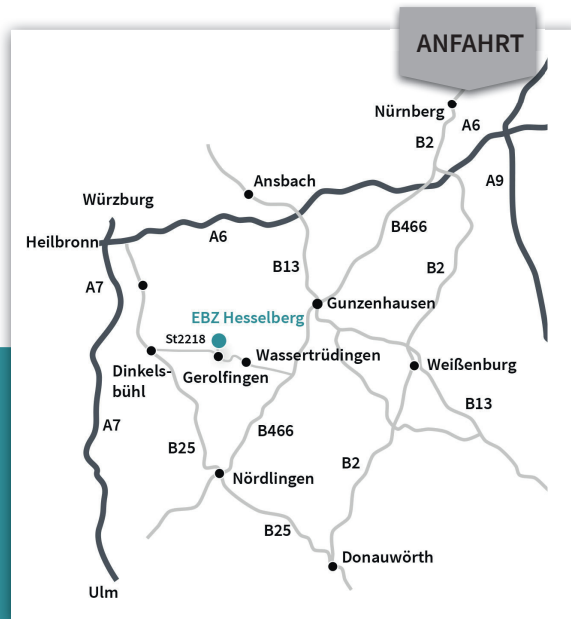 ANFAHRT
Nürnberg
A6
B2
A9
Ansbach
Würzburg
B466
A6
Heilbronn
B13
B2
A7
Gunzenhausen
EBZ Hesselberg
St2218
Wassertrüdingen
Dinkels-
bühl
Gerolfingen
Weißenburg
B13
A7
B466
B25
B2
Nördlingen
B25
Donauwörth
Ulm